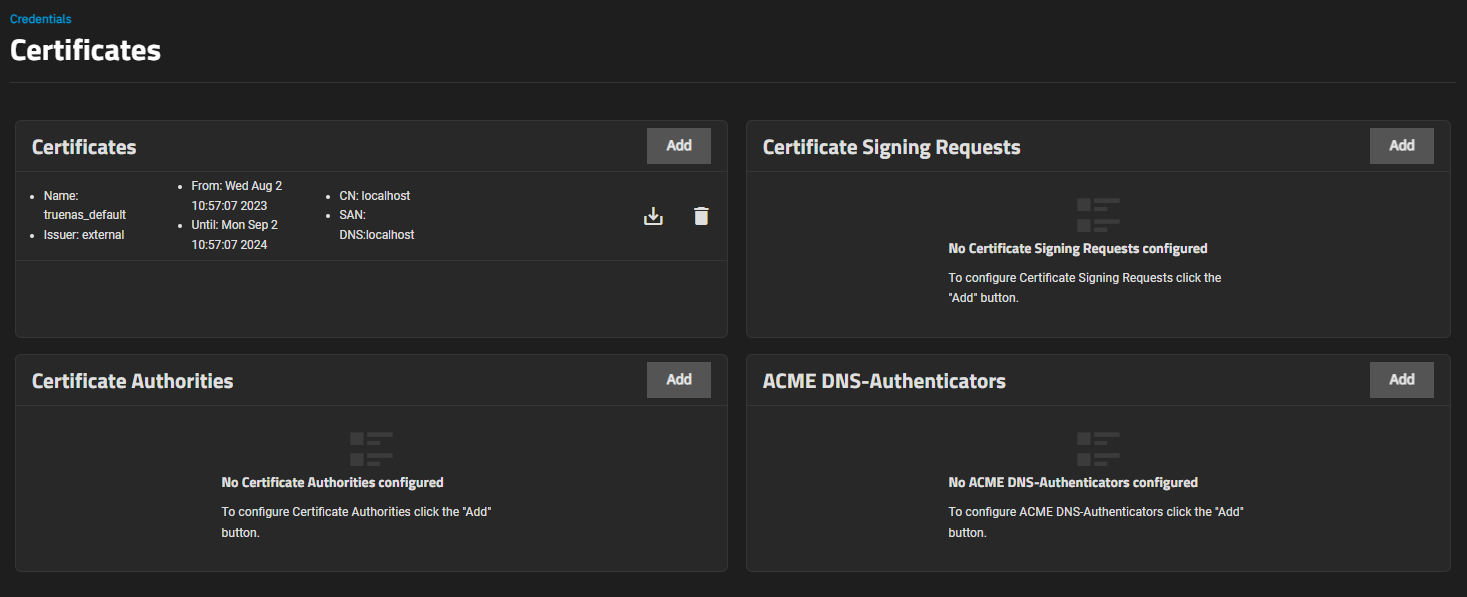 Credentials
Certificates
Certificates
Add
Name:
truenas_default
Issuer: external
From: Wed Aug 2
10:57:07 2023
Until: Mon Sep 2
10:57:07 2024
CN: localhost
SAN:
DNS:localhost
Certificate Signing Requests
Add
No Certificate Signing Requests configured
To configure Certificate Signing Requests click the
"Add" button.
Certificate Authorities
Add
No Certificate Authorities configured
To configure Certificate Authorities click the "Add"
button.
ACME DNS-Authenticators
Add
No ACME DNS-Authenticators configured
To configure ACME DNS-Authenticators click the "Add"
button.